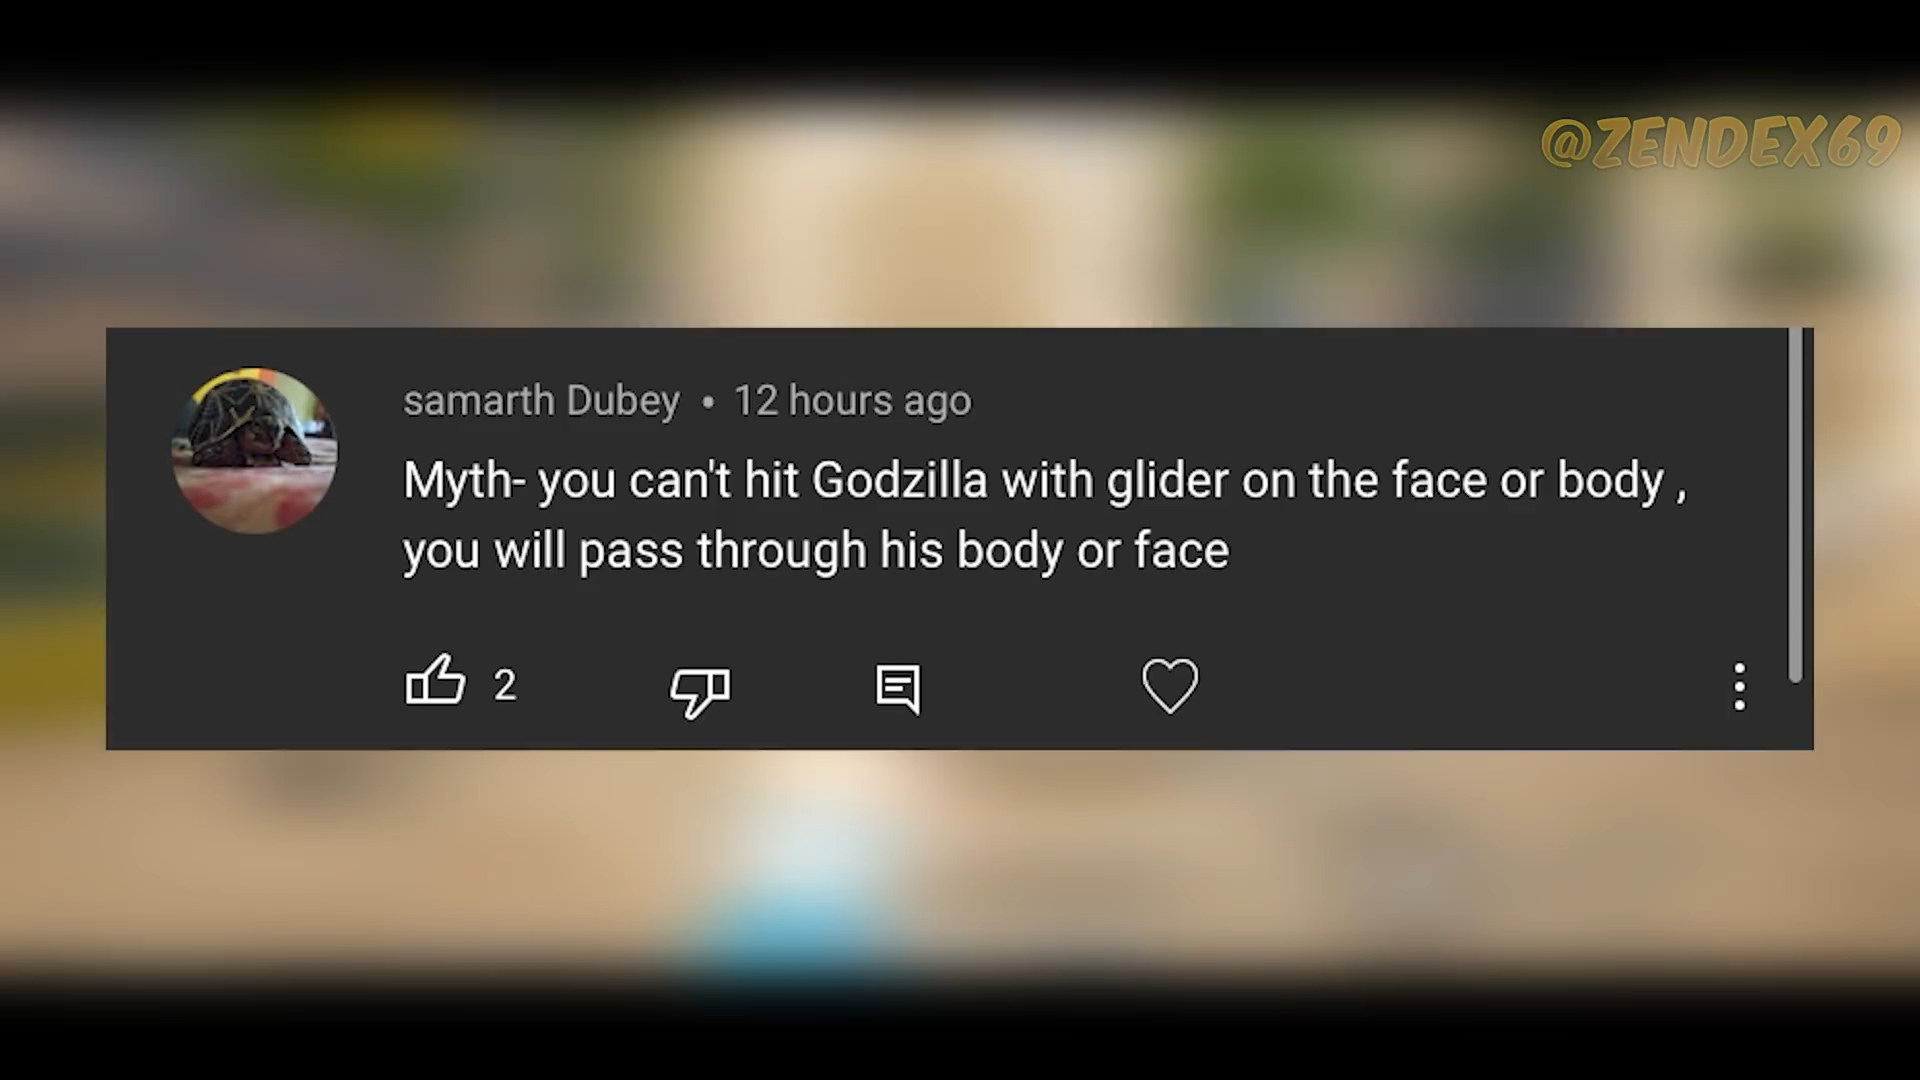 @ZENDEX69
samarth Dubey • 12 hours ago
Myth- you can't hit Godzilla with glider on the face or body ,
you will pass through his body or face
2